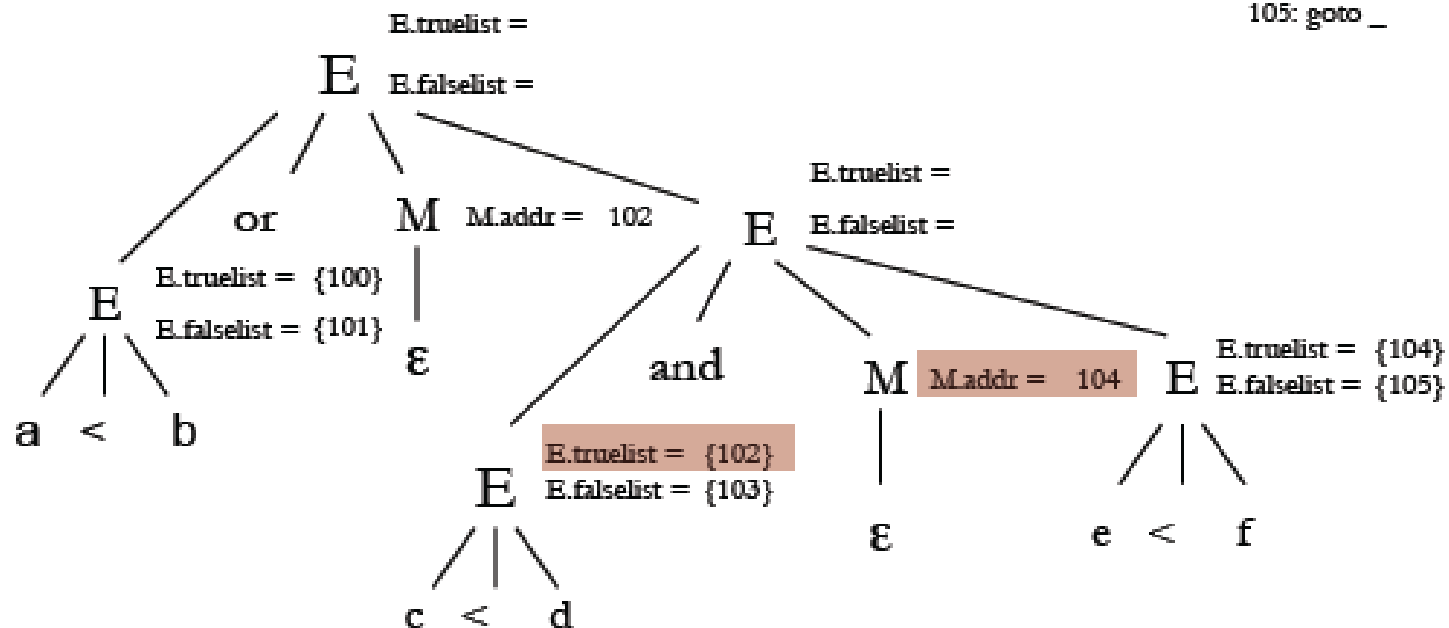 105: goto _
E.truelist =
E E.falselist =
E.truelist =
or M M.addr = 102 E E.falselist =
E E.truelist = {100}
E.falselist = {101}
ε and M M.addr = 104 E E.truelist = {104}
E.falselist = {105}
a < b
E E.truelist = {102}
E.falselist = {103}
ε e < f
c < d